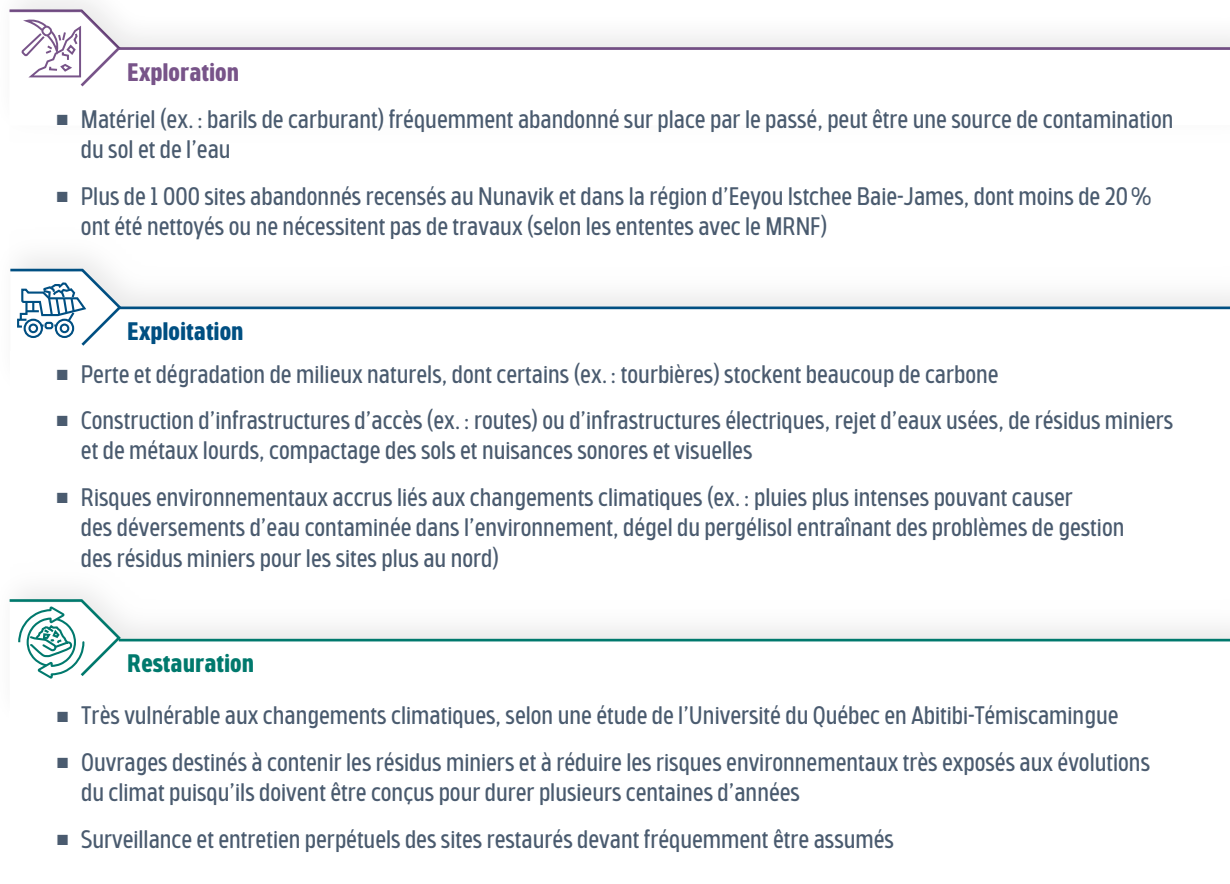 Exploration
■ Matériel (ex. : barils de carburant) fréquemment abandonné sur place par le passé, peut être une source de contamination
du sol et de l’eau
■ Plus de 1 000 sites abandonnés recensés au Nunavik et dans la région d’Eeyou Istchee Baie-James, dont moins de 20 %
ont été nettoyés ou ne nécessitent pas de travaux (selon les ententes avec le MRNF)
Exploitation
■ Perte et dégradation de milieux naturels, dont certains (ex. : tourbières) stockent beaucoup de carbone
■ Construction d’infrastructures d’accès (ex. : routes) ou d’infrastructures électriques, rejet d’eaux usées, de résidus miniers
et de métaux lourds, compactage des sols et nuisances sonores et visuelles
■ Risques environnementaux accrus liés aux changements climatiques (ex. : pluies plus intenses pouvant causer
des déversements d’eau contaminée dans l’environnement, dégel du pergélisol entraînant des problèmes de gestion
des résidus miniers pour les sites plus au nord)
Restauration
■ Très vulnérable aux changements climatiques, selon une étude de l’Université du Québec en Abitibi-Témiscamingue
■ Ouvrages destinés à contenir les résidus miniers et à réduire les risques environnementaux très exposés aux évolutions
du climat puisqu’ils doivent être conçus pour durer plusieurs centaines d’années
■ Surveillance et entretien perpétuels des sites restaurés devant fréquemment être assumés